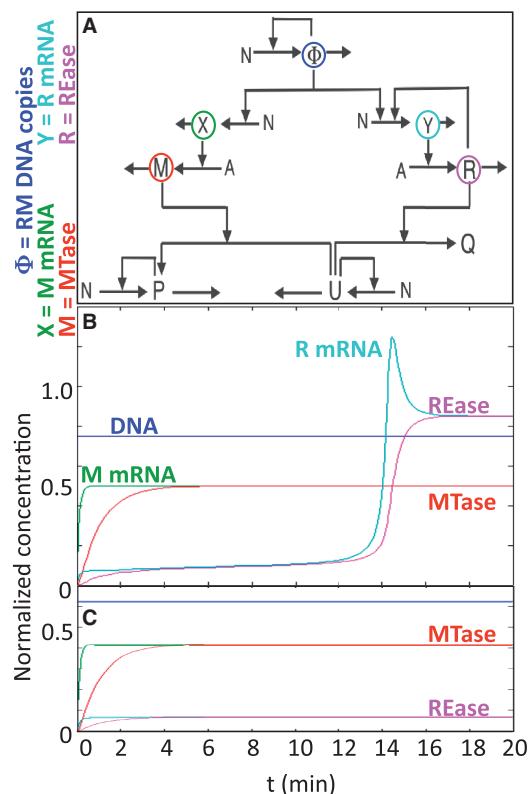 Φ = RM DNA copies
Y = R mRNA
R = REase
X = M mRNA
M = MTase
A
N Φ
X N N Y
M A A R
Q
N P U N
B
R mRNA
1.0
REase
DNA
M mRNA
0.5
MTase
0
C
0.5
MTase
REase
0
0 2 4 6 8 10 12 14 16 18 20
t (min)
Normalized concentration